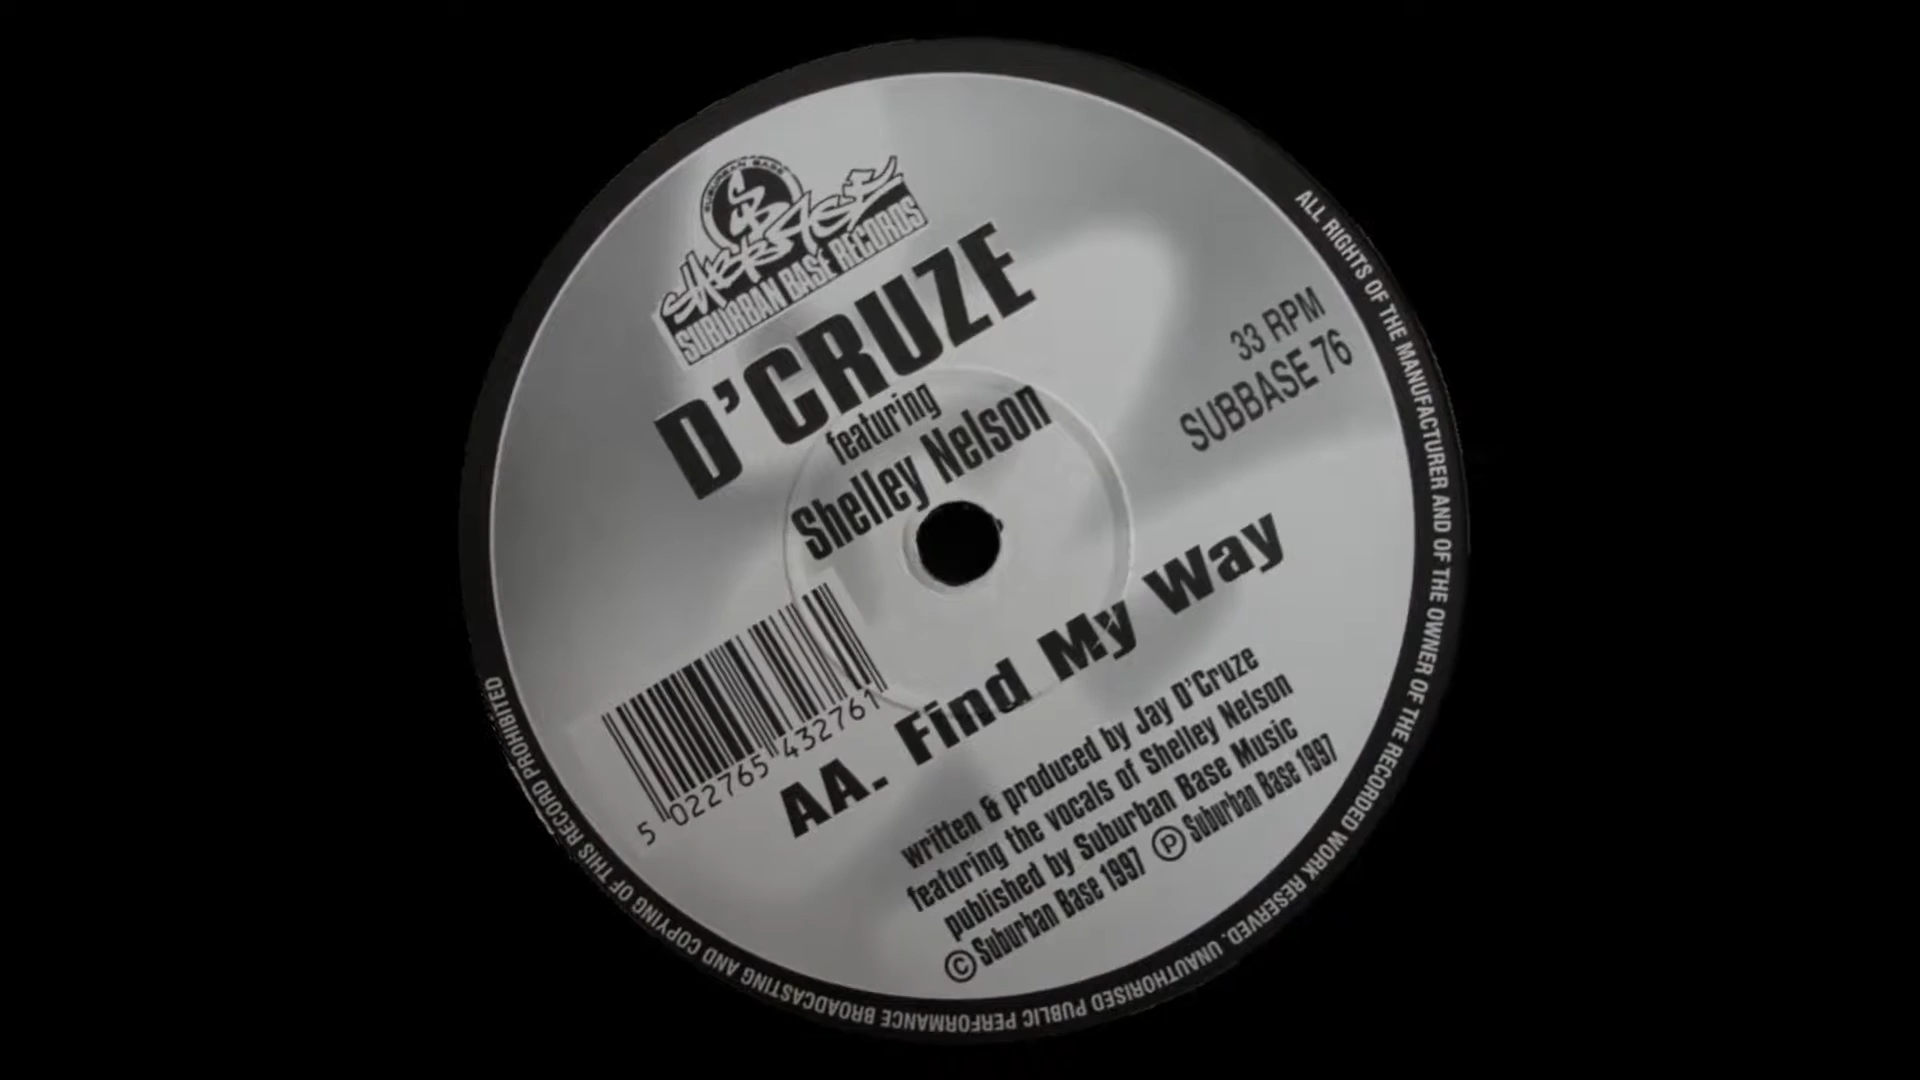 SUBURBAN BASE
SUBBASE
SUBURBAN BASE RECORDS
D'CRUZE
featuring
Shelley Nelson
33 RPM
SUBBASE 76
5 022765 432761
AA. Find My Way
written & produced by Jay D'Cruze
featuring the vocals of Shelley Nelson
published by Suburban Base Music
© Suburban Base 1997 ℗ Suburban Base 1997
ALL RIGHTS OF THE MANUFACTURER AND OF THE OWNER OF THE RECORDED WORK RESERVED. UNAUTHORISED PUBLIC PERFORMANCE BROADCASTING AND COPYING OF THIS RECORD PROHIBITED